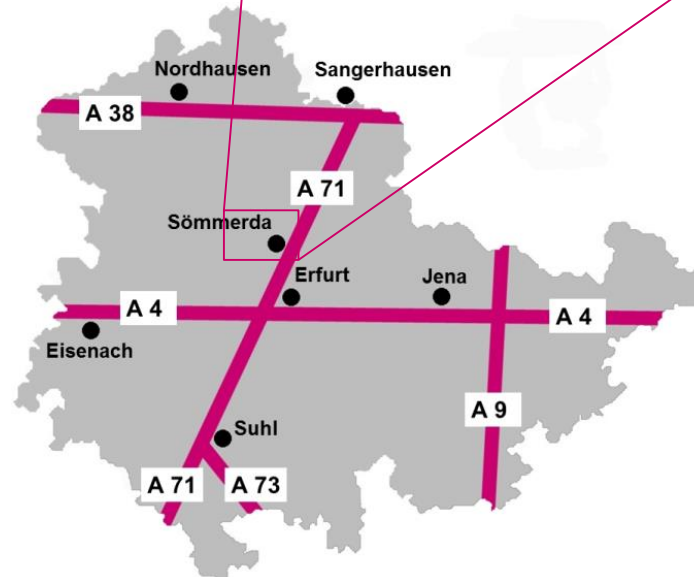 Nordhausen
Sangerhausen
A 38
A 71
Sömmerda
Erfurt
Jena
A 4
A 4
Eisenach
A 9
Suhl
A 71
A 73